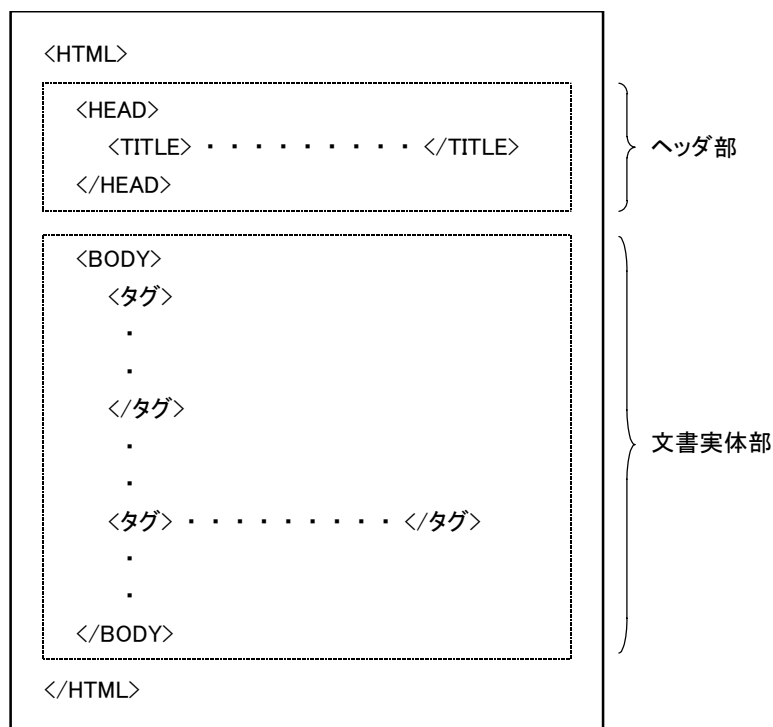 <HTML>
<HEAD>
<TITLE> ・ ・ ・ ・ ・ ・ ・ ・ ・ </TITLE>
</HEAD>
ヘッダ部
<BODY>
<タグ>
・
・
</タグ>
・
・
<タグ> ・ ・ ・ ・ ・ ・ ・ ・ ・ </タグ>
・
・
</BODY>
文書実体部
</HTML>